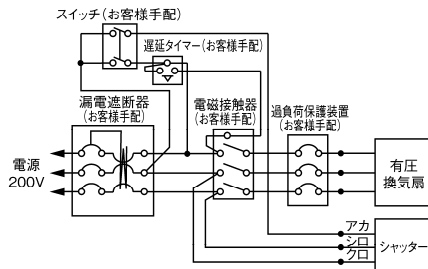 スイッチ(お客様手配)
遅延タイマー(お客様手配)
漏電遮断器
(お客様手配)
電磁接触器
(お客様手配)
過負荷保護装置
(お客様手配)
電源
200V
有圧
換気扇
アカ
シロ
クロ
シャッター